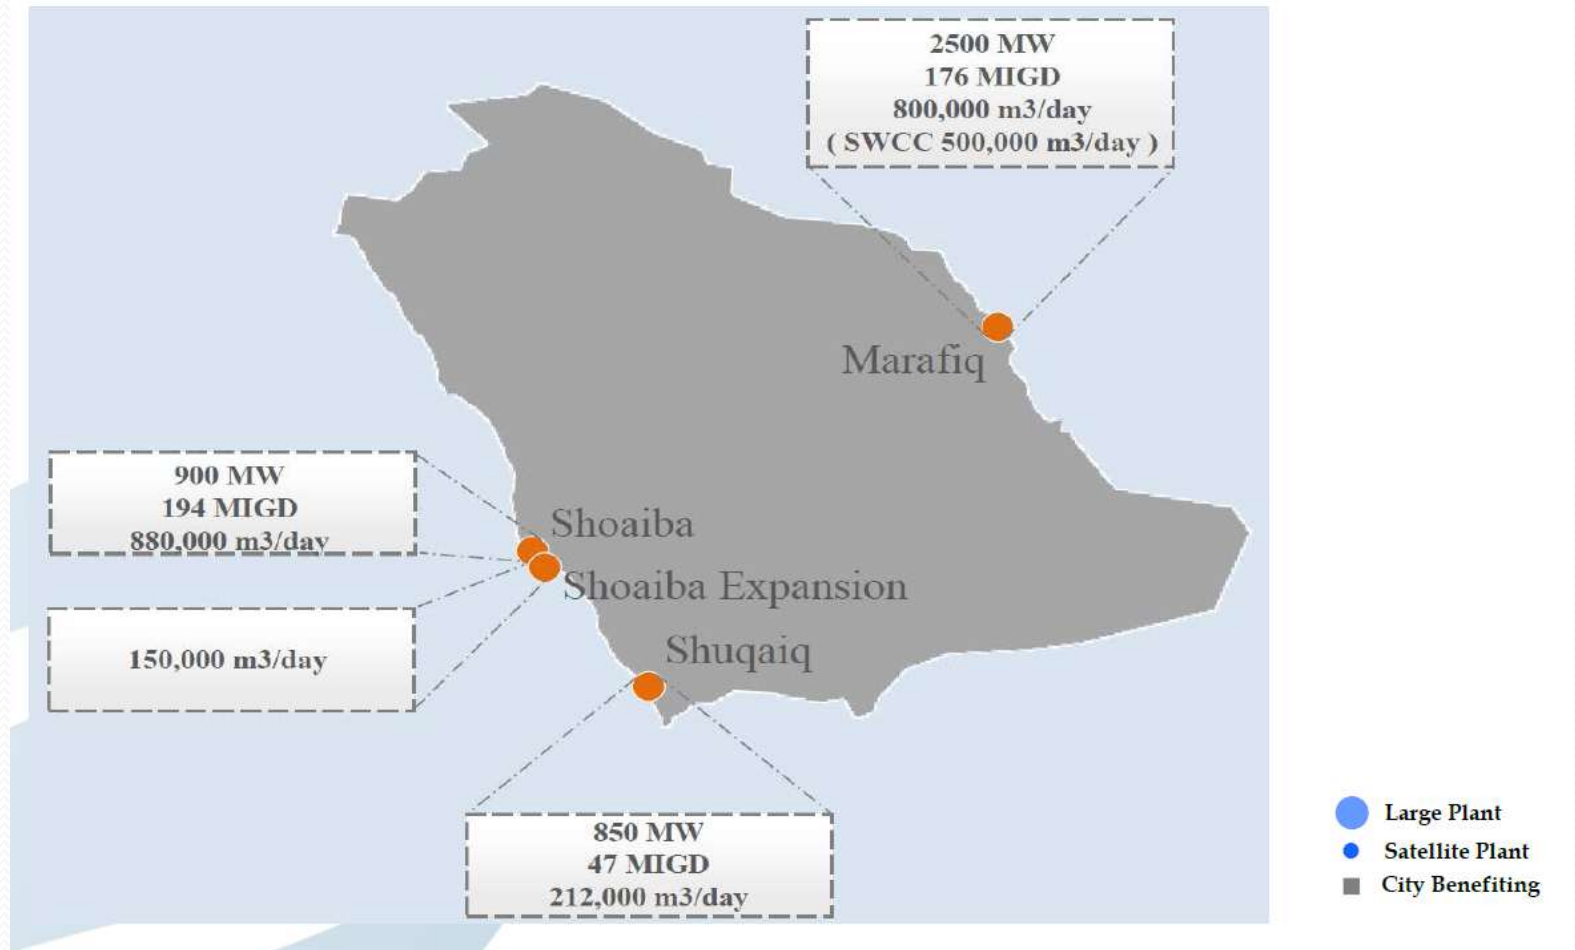 2500 MW
176 MIGD
800,000 m3/day
( SWCC 500,000 m3/day )
Marafiq
900 MW
194 MIGD
880,000 m3/day
Shoaiba
Shoaiba Expansion
150,000 m3/day
Shuqaiq
850 MW
47 MIGD
212,000 m3/day
Large Plant
Satellite Plant
City Benefiting